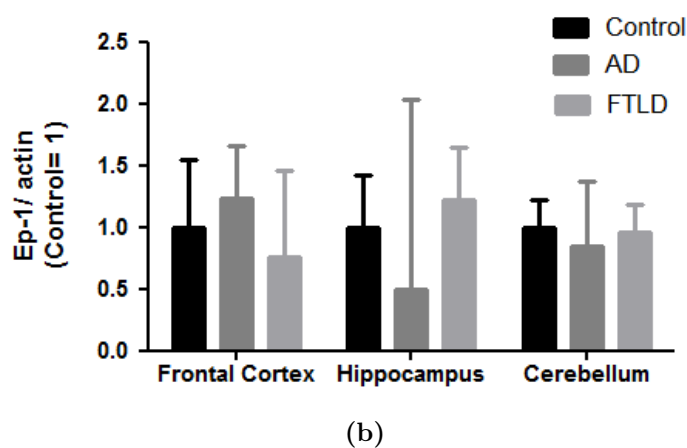 Control
AD
FTLD
Ep-1/ actin
(Control= 1)
2.5
2.0
1.5
1.0
0.5
0.0
Frontal Cortex Hippocampus Cerebellum
(b)